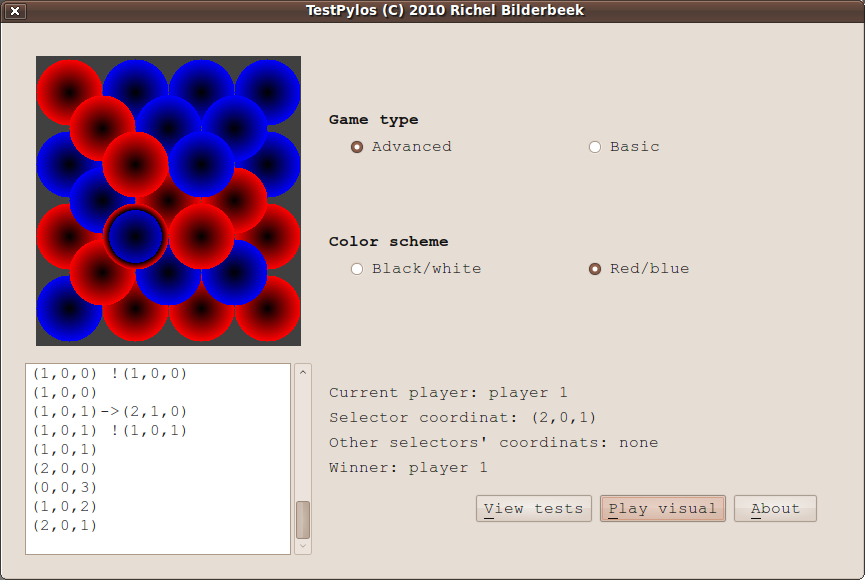 TestPylos (C) 2010 Richel Bilderbeek
Game type
Advanced
Basic
Color scheme
Black/white
Red/blue
(1,0,0) !(1,0,0)
(1,0,0)
(1,0,1)->(2,1,0)
(1,0,1) !(1,0,1)
(1,0,1)
(2,0,0)
(0,0,3)
(1,0,2)
(2,0,1)
Current player: player 1
Selector coordinat: (2,0,1)
Other selectors' coordinats: none
Winner: player 1
View tests
Play visual
About